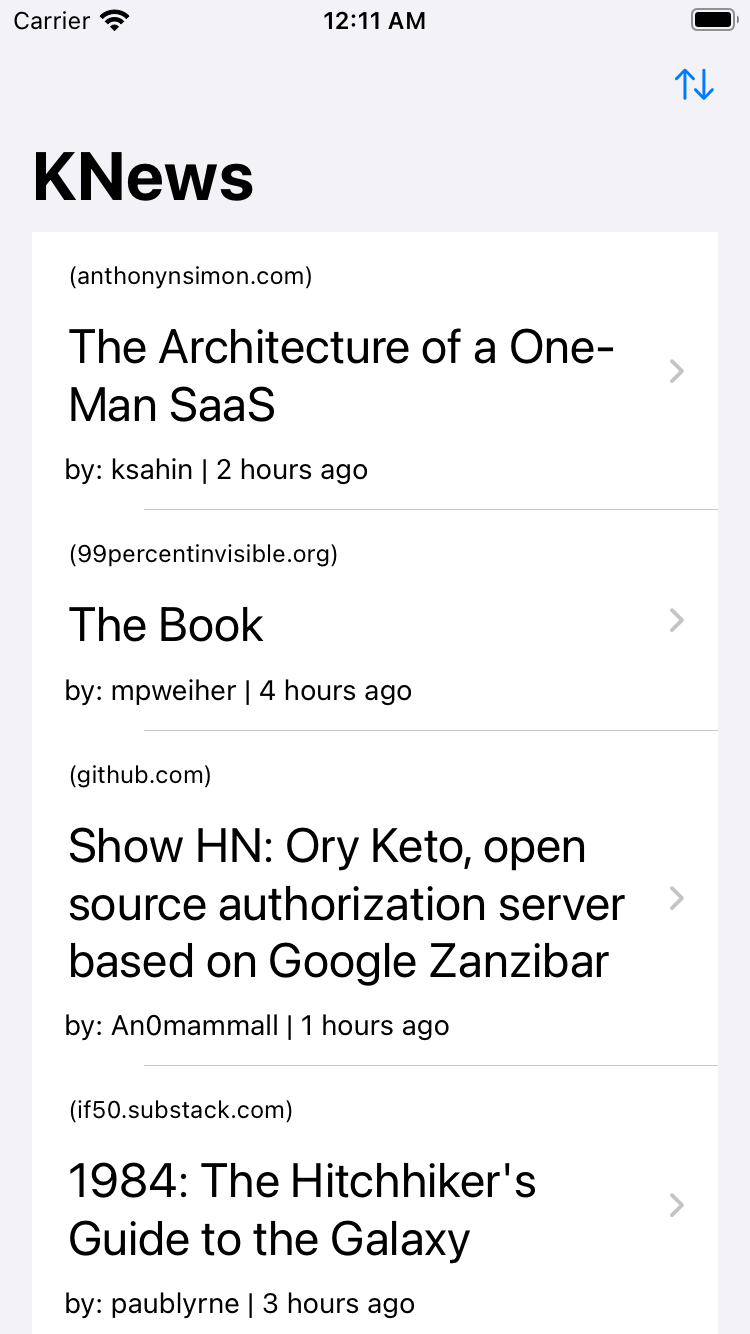 Carrier
12:11 AM
KNews
(anthonynsimon.com)
The Architecture of a One-
Man SaaS
by: ksahin | 2 hours ago
(99percentinvisible.org)
The Book
by: mpweiher | 4 hours ago
(github.com)
Show HN: Ory Keto, open
source authorization server
based on Google Zanzibar
by: An0mammall | 1 hours ago
(if50.substack.com)
1984: The Hitchhiker's
Guide to the Galaxy
by: paublyrne | 3 hours ago